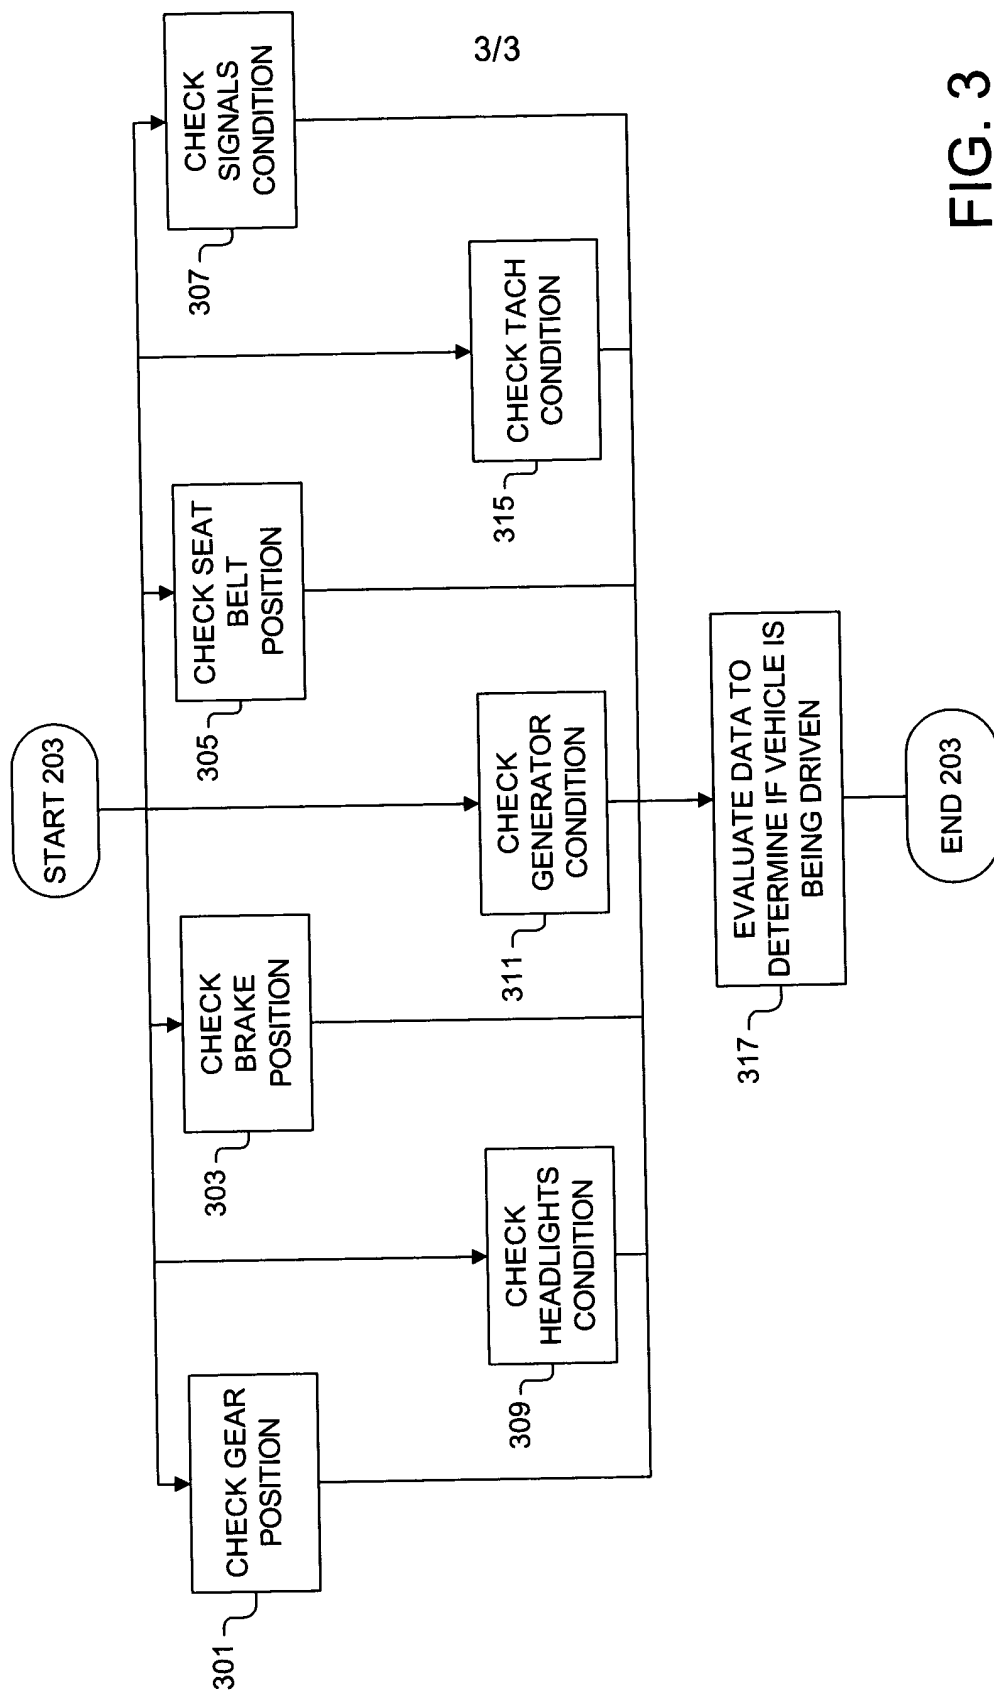 3/3
START 203
CHECK GEAR
POSITION
301
CHECK
BRAKE
POSITION
303
CHECK SEAT
BELT
POSITION
305
CHECK
SIGNALS
CONDITION
307
CHECK
HEADLIGHTS
CONDITION
309
CHECK
GENERATOR
CONDITION
311
CHECK TACH
CONDITION
315
EVALUATE DATA TO
DETERMINE IF VEHICLE IS
BEING DRIVEN
317
END 203
FIG. 3